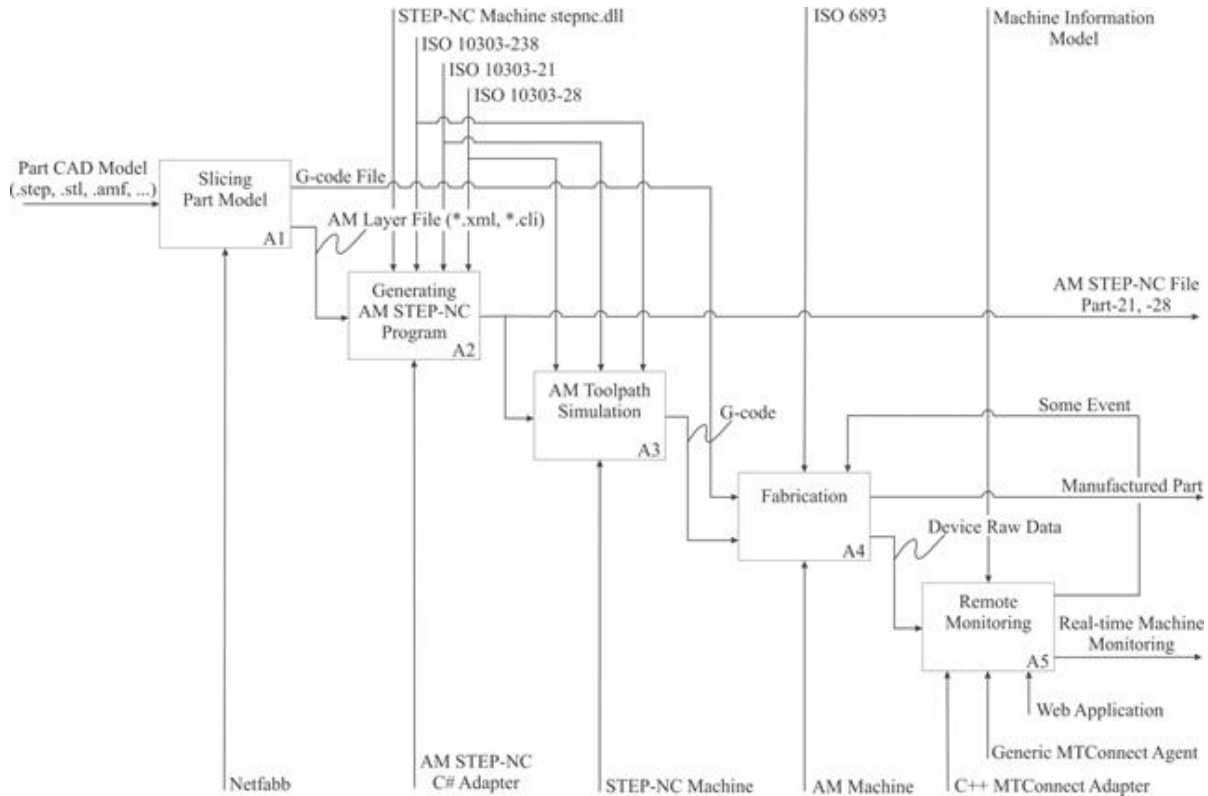 STEP-NC Machine stepnc.dll
ISO 6893
Machine Information
Model
ISO 10303-238
ISO 10303-21
ISO 10303-28
Part CAD Model
(.step, .stl, .amf, ...)
Slicing
Part Model
A1
G-code File
AM Layer File (*.xml, *.cli)
Generating
AM STEP-NC
Program
A2
AM STEP-NC File
Part-21, -28
AM Toolpath
Simulation
A3
G-code
Some Event
Fabrication
A4
Manufactured Part
Device Raw Data
Remote
Monitoring
A5
Real-time Machine
Monitoring
Web Application
Generic MTConnect Agent
Netfabb
AM STEP-NC
C# Adapter
STEP-NC Machine
AM Machine
C++ MTConnect Adapter